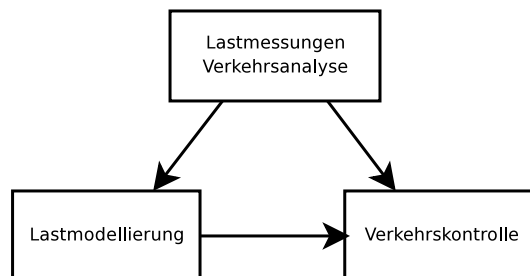 Lastmessungen
Verkehrsanalyse
Lastmodellierung
Verkehrskontrolle